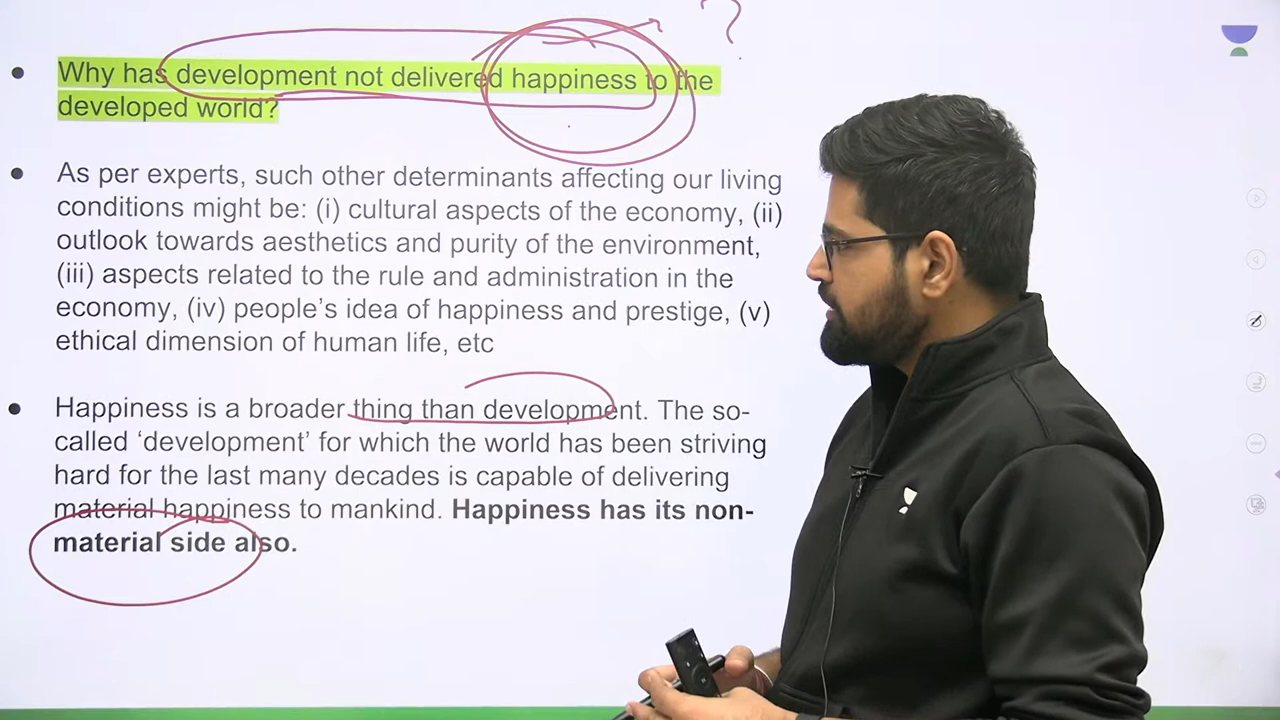 ?
Why has development not delivered happiness to the
developed world?
As per experts, such other determinants affecting our living
conditions might be: (i) cultural aspects of the economy, (ii)
outlook towards aesthetics and purity of the environment,
(iii) aspects related to the rule and administration in the
economy, (iv) people’s idea of happiness and prestige, (v)
ethical dimension of human life, etc
Happiness is a broader thing than development. The so-
called ‘development’ for which the world has been striving
hard for the last many decades is capable of delivering
material happiness to mankind. Happiness has its non-
material side also.